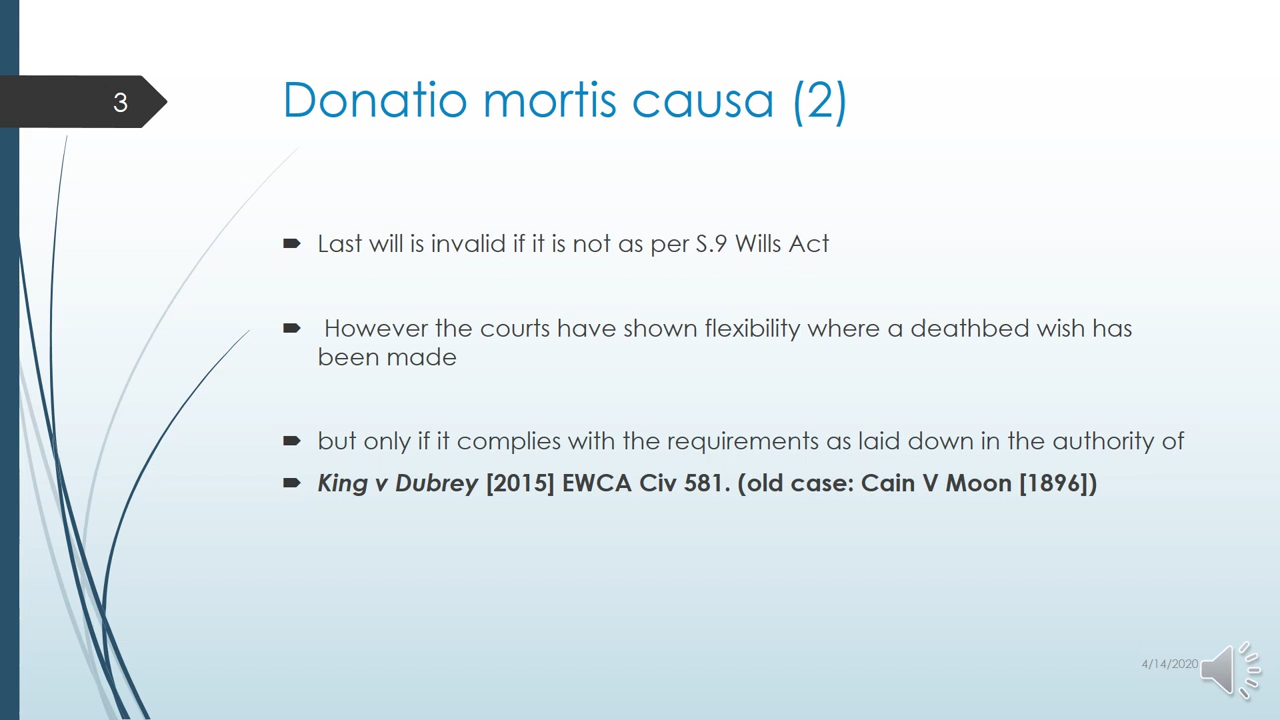 3
Donatio mortis causa (2)
Last will is invalid if it is not as per S.9 Wills Act
However the courts have shown flexibility where a deathbed wish has
been made
but only if it complies with the requirements as laid down in the authority of
King v Dubrey [2015] EWCA Civ 581. (old case: Cain V Moon [1896])
4/14/2020